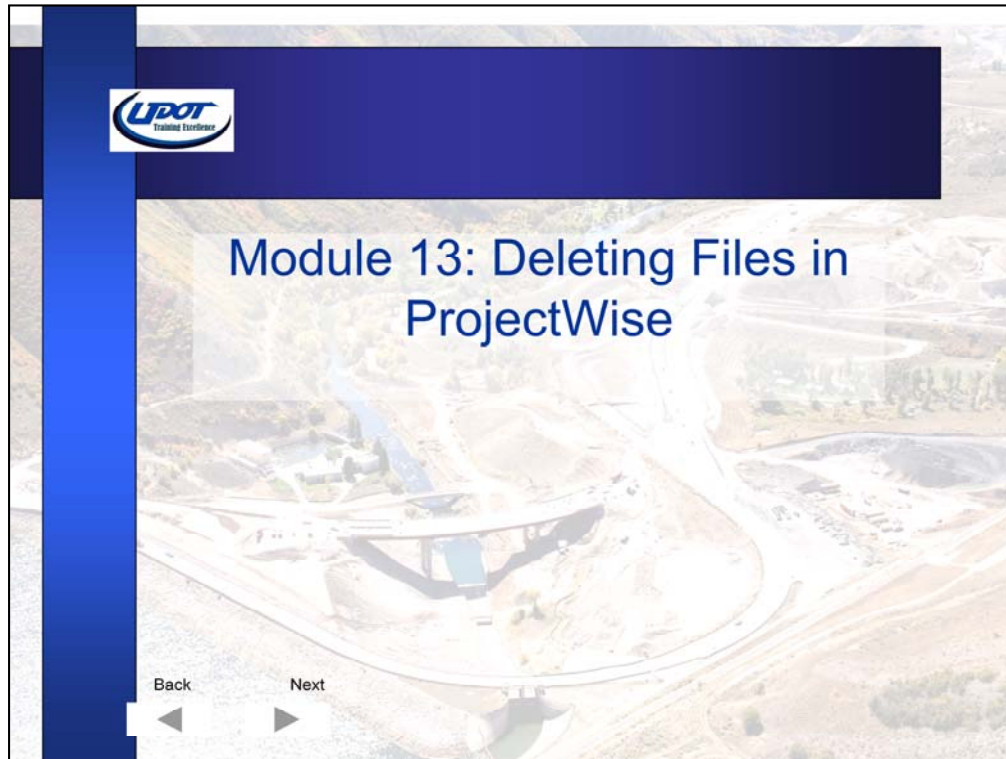 UDOT
Training Excellence
Module 13: Deleting Files in
ProjectWise
Back Next